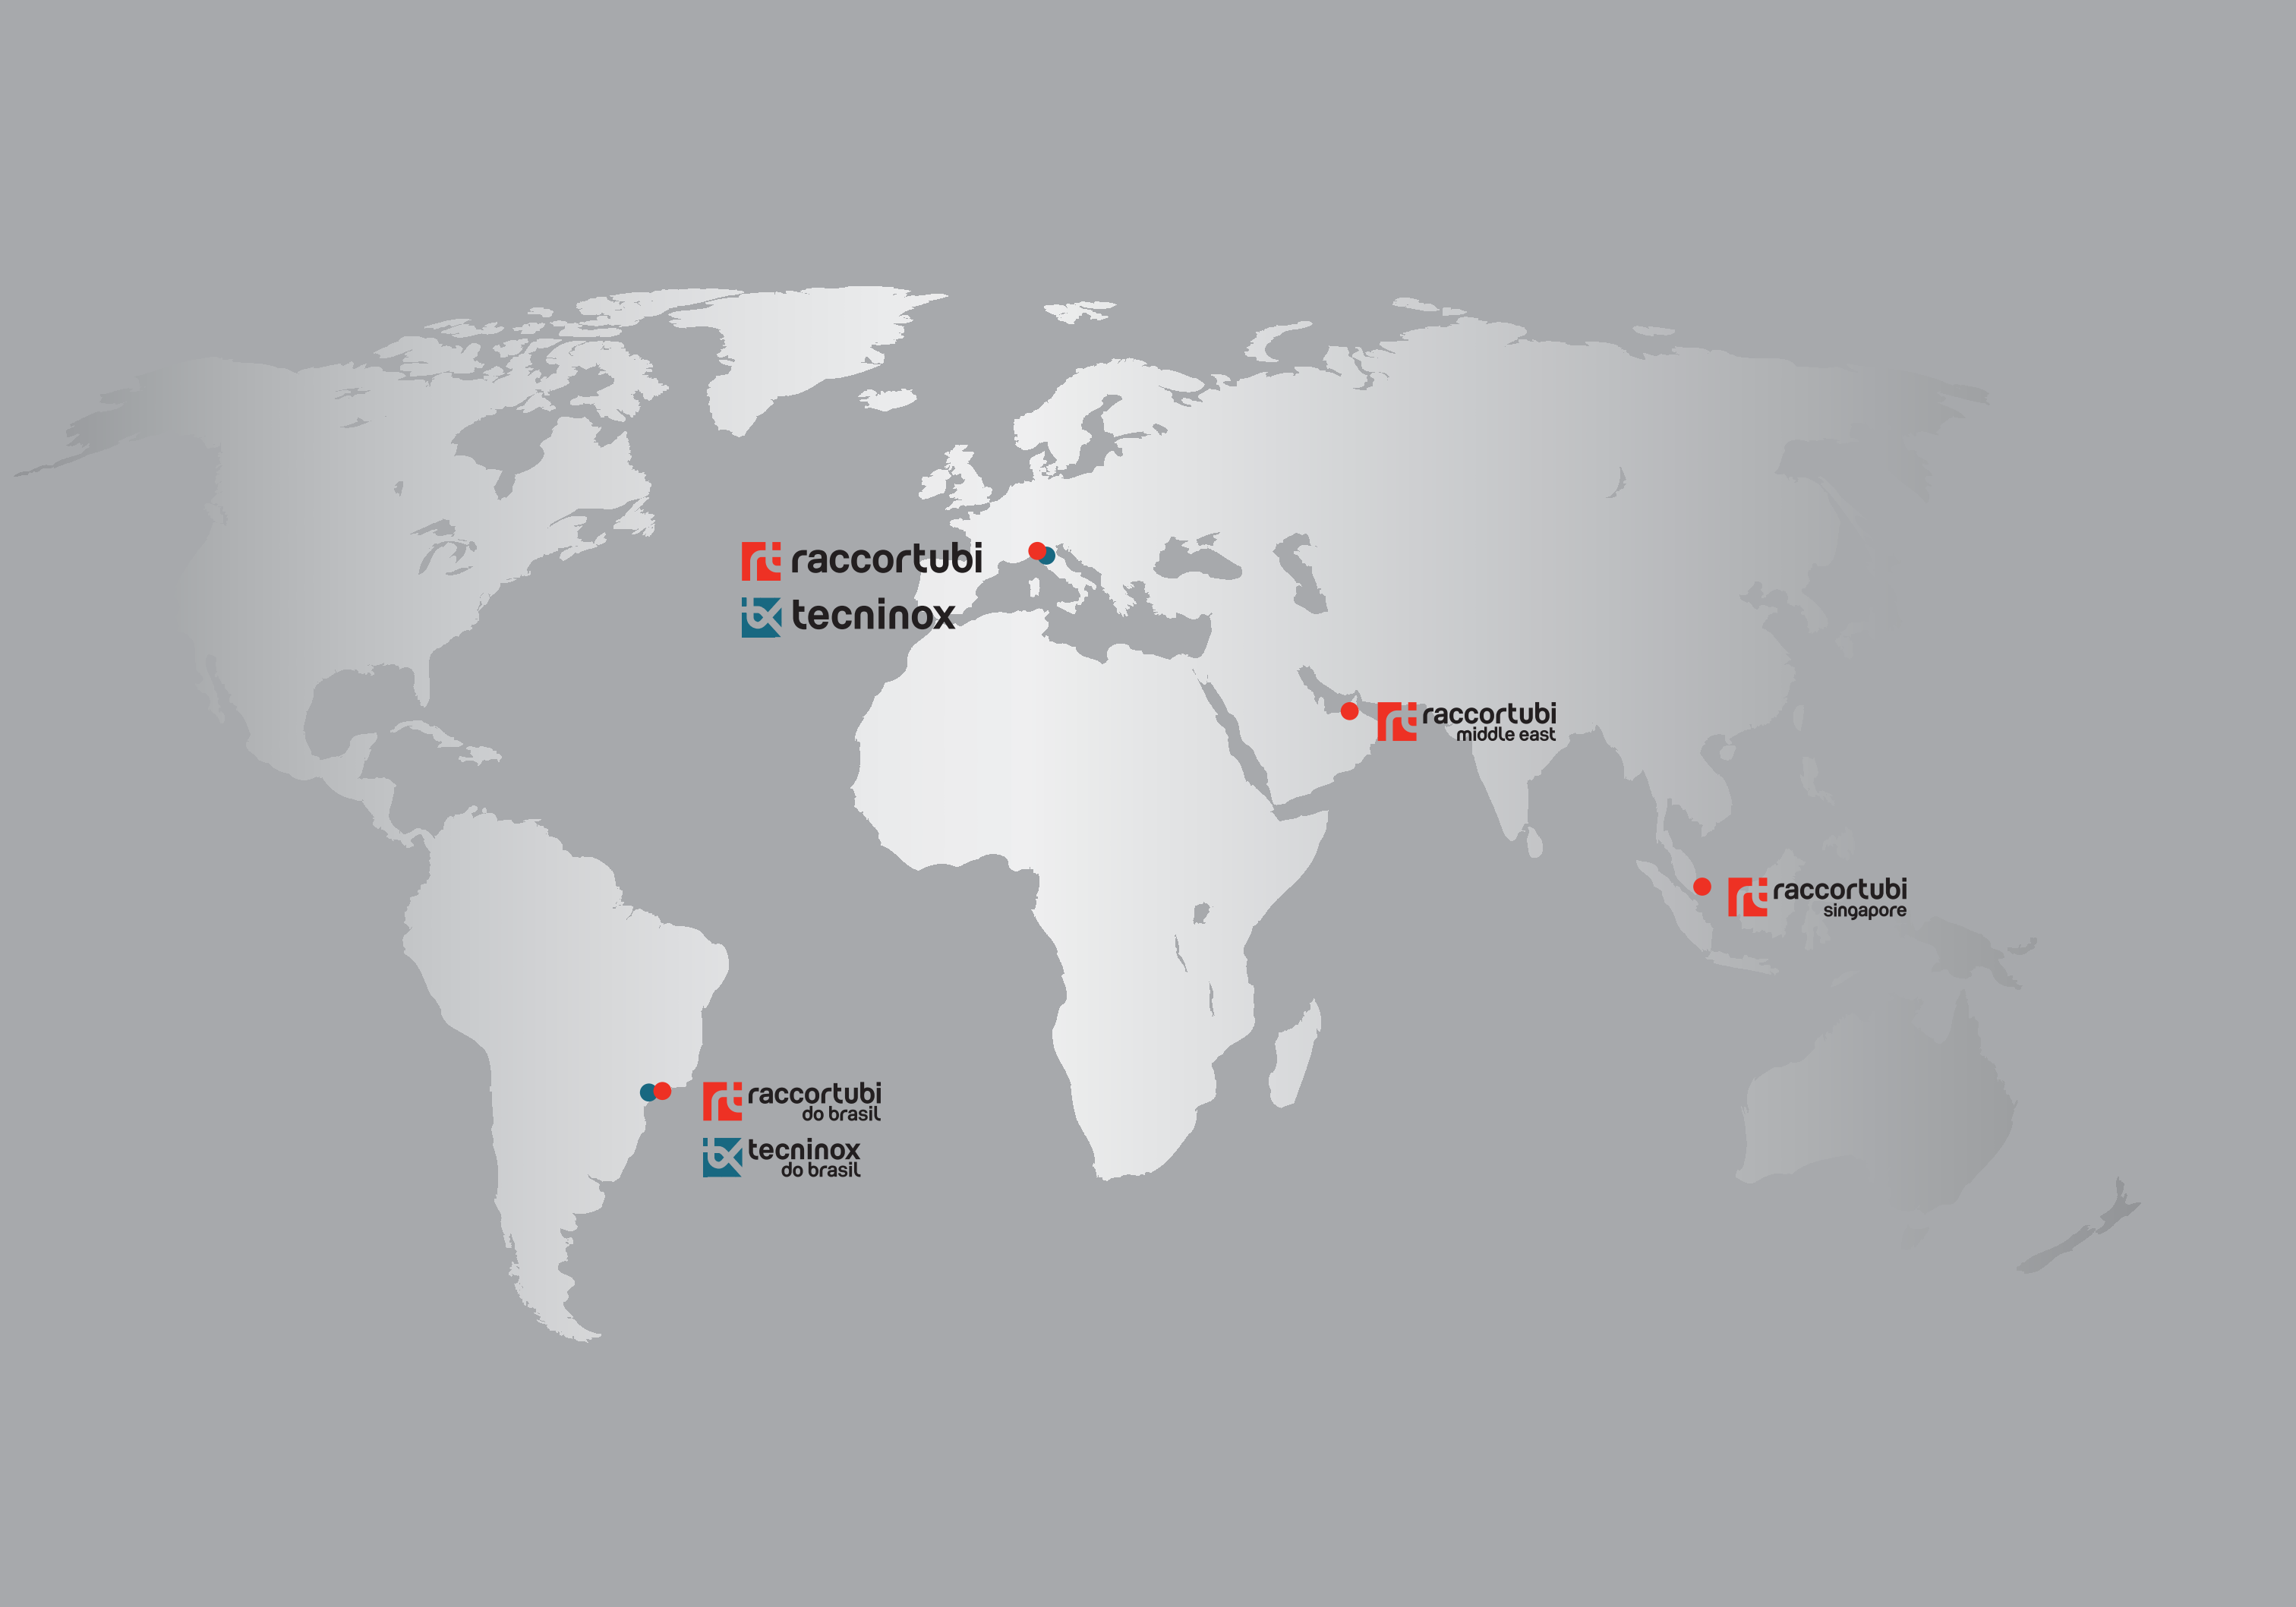 raccortubi
tecninox
raccortubi
middle east
raccortubi
singapore
raccortubi
do brasil
tecninox
do brasil